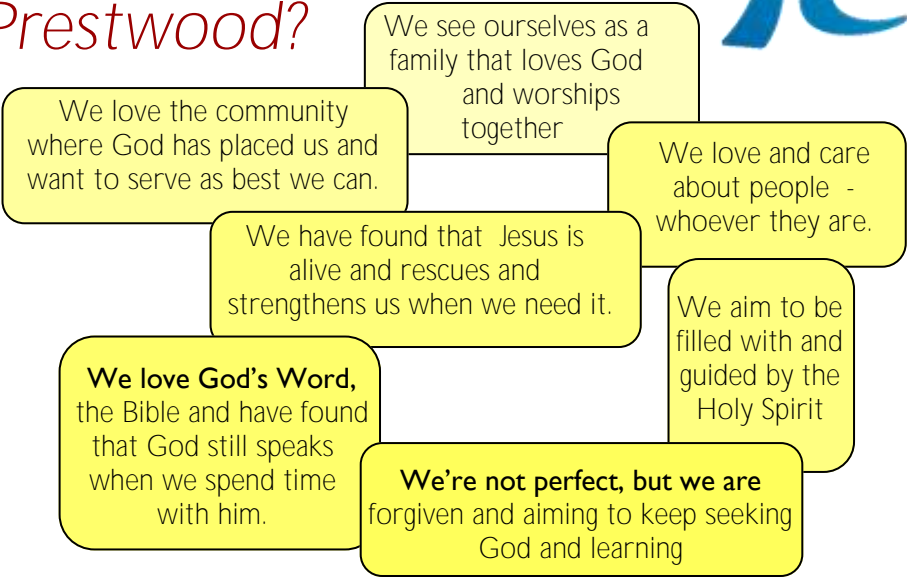 Prestwood?
We see ourselves as a
family that loves God
and worships
together
We love the community
where God has placed us and
want to serve as best we can.
We love and care
about people -
whoever they are.
We have found that Jesus is
alive and rescues and
strengthens us when we need it.
We aim to be
filled with and
guided by the
Holy Spirit
We love God's Word,
the Bible and have found
that God still speaks
when we spend time
with him.
We're not perfect, but we are
forgiven and aiming to keep seeking
God and learning